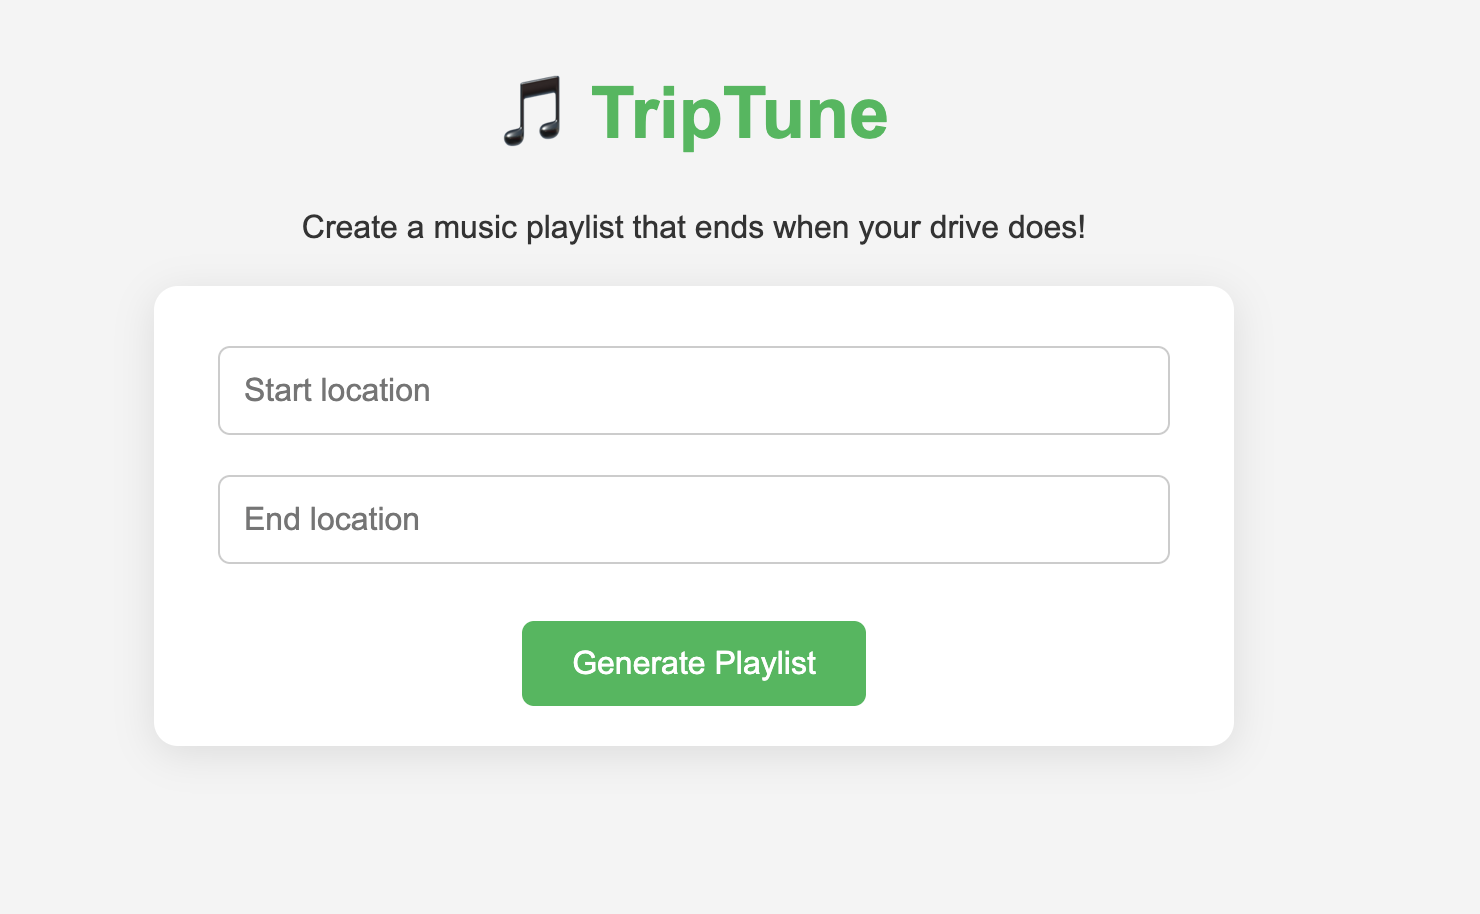 TripTune
Create a music playlist that ends when your drive does!
Start location
End location
Generate Playlist